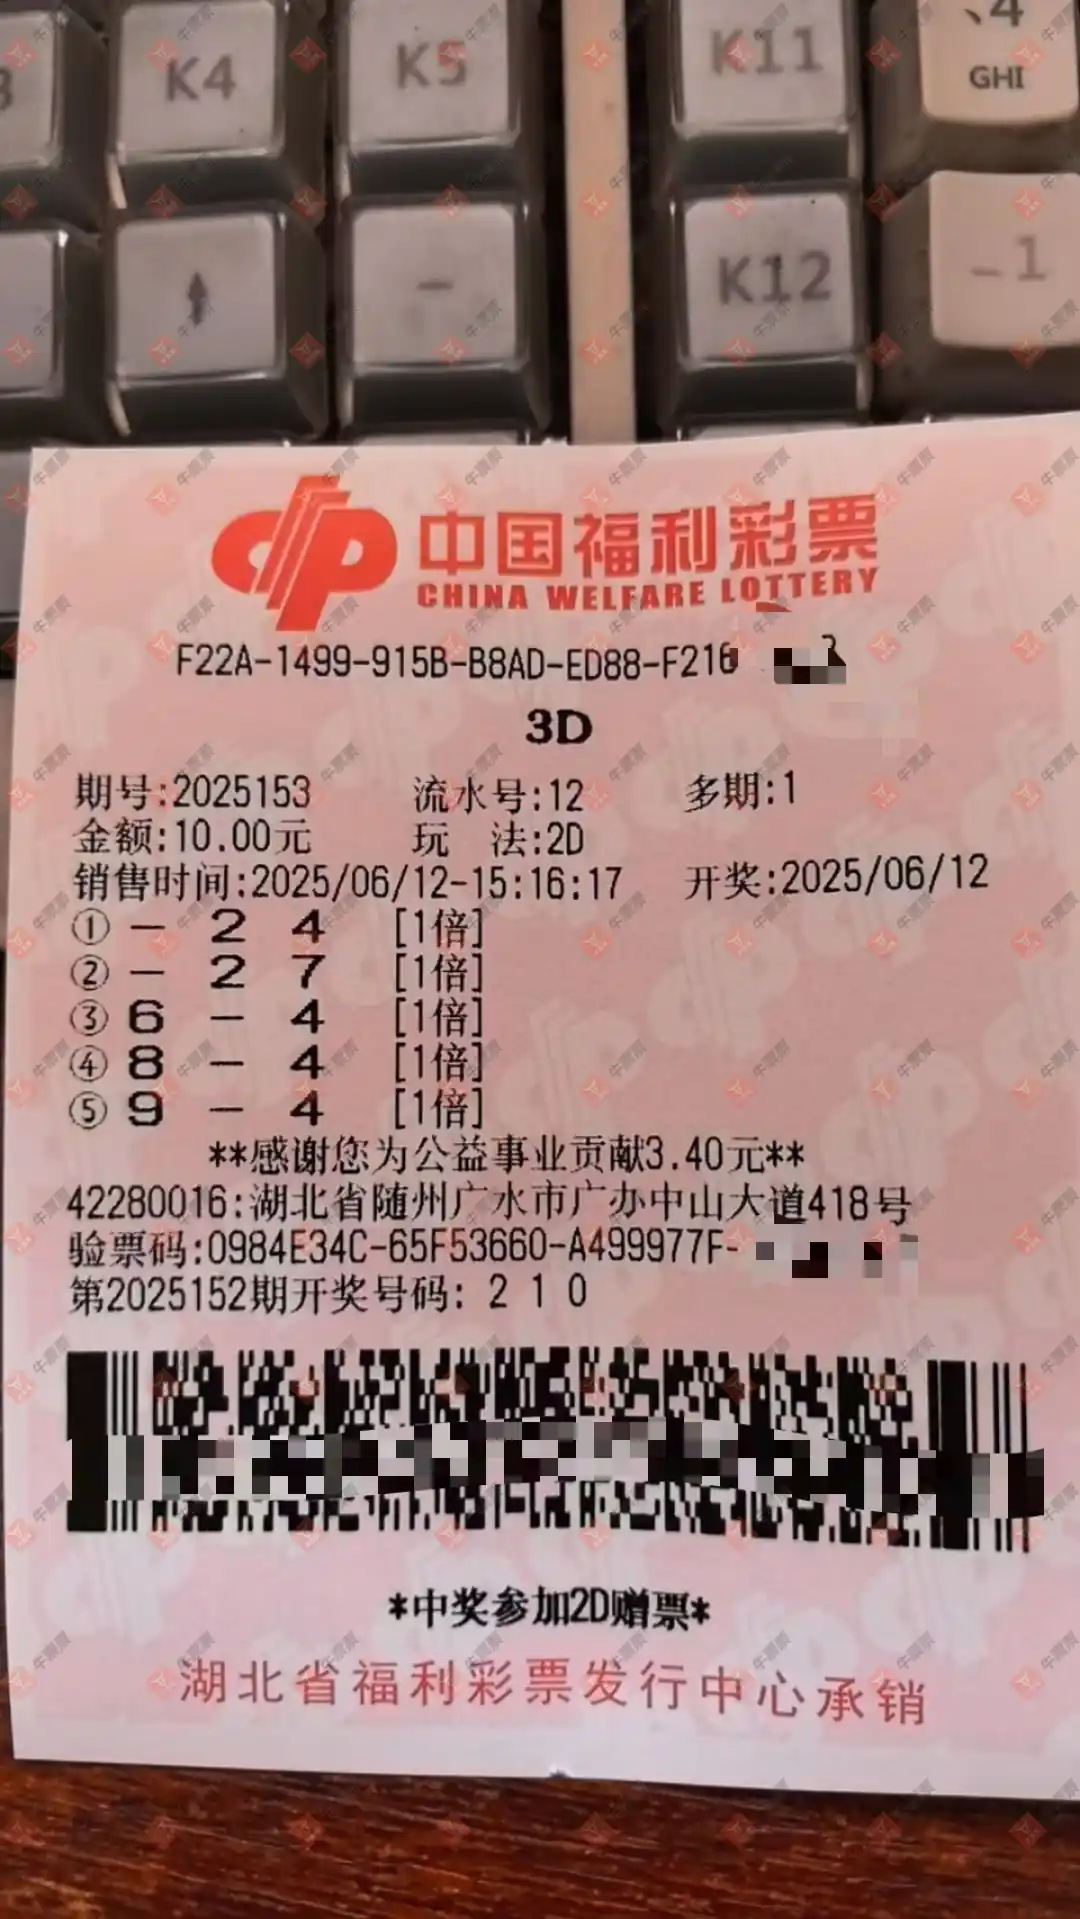 K4
K5
K11
4
GHI
K12
-1
中国福利彩票
CHINA WELFARE LOTTERY
F22A-1499-915B-B8AD-ED88-F216
3D
期号:2025153 流水号:12 多期:1
金额:10.00元 玩 法:2D
销售时间:2025/06/12-15:16:17 开奖:2025/06/12
① - 2 4 [1倍]
② - 2 7 [1倍]
③ 6 - 4 [1倍]
④ 8 - 4 [1倍]
⑤ 9 - 4 [1倍]
**感谢您为公益事业贡献3.40元**
42280016:湖北省随州广水市广办中山大道418号
验票码:0984E34C-65F53660-A499977F-
第2025152期开奖号码: 2 1 0
*中奖参加2D赠票*
湖北省福利彩票发行中心承销